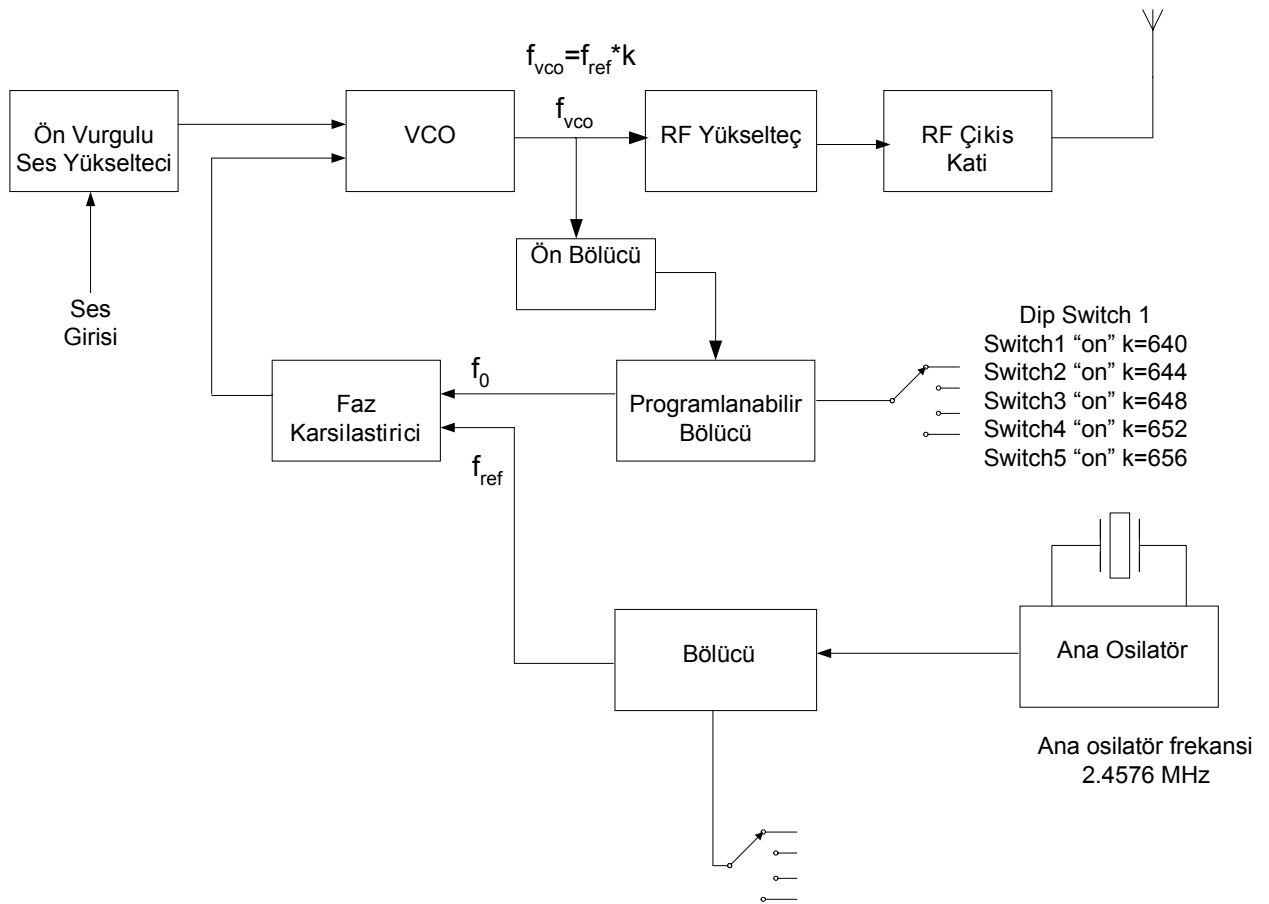 f_vco=f_ref*k
f_vco
Ön Vurgulu
Ses Yükselteci
VCO
RF Yükselteç
RF Çikis
Kati
Ön Bölücü
Ses
Girisi
Dip Switch 1
Switch1 “on” k=640
Switch2 “on” k=644
Switch3 “on” k=648
Switch4 “on” k=652
Switch5 “on” k=656
f_0
Faz
Karsilastirici
Programlanabilir
Bölücü
f_ref
Bölücü
Ana Osilatör
Ana osilatör frekansi
2.4576 MHz